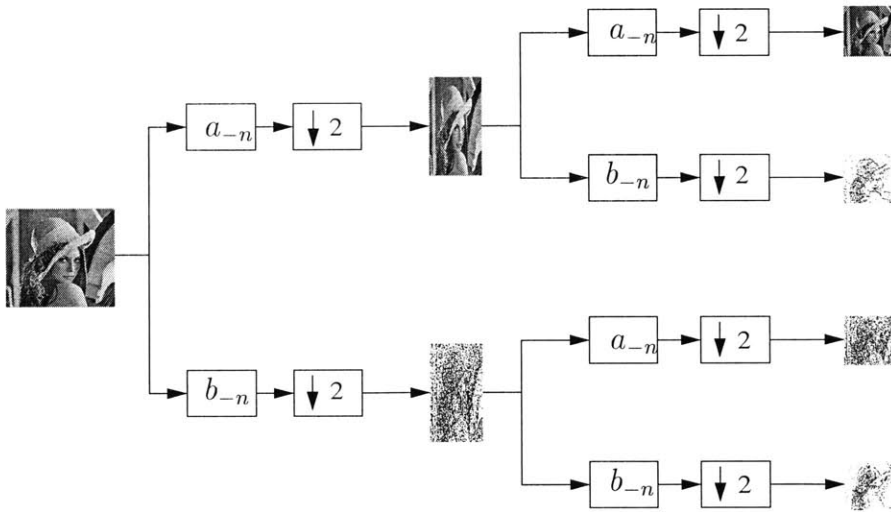 a_{-n} ↓ 2
a_{-n} ↓ 2
b_{-n} ↓ 2
a_{-n} ↓ 2
b_{-n} ↓ 2
b_{-n} ↓ 2